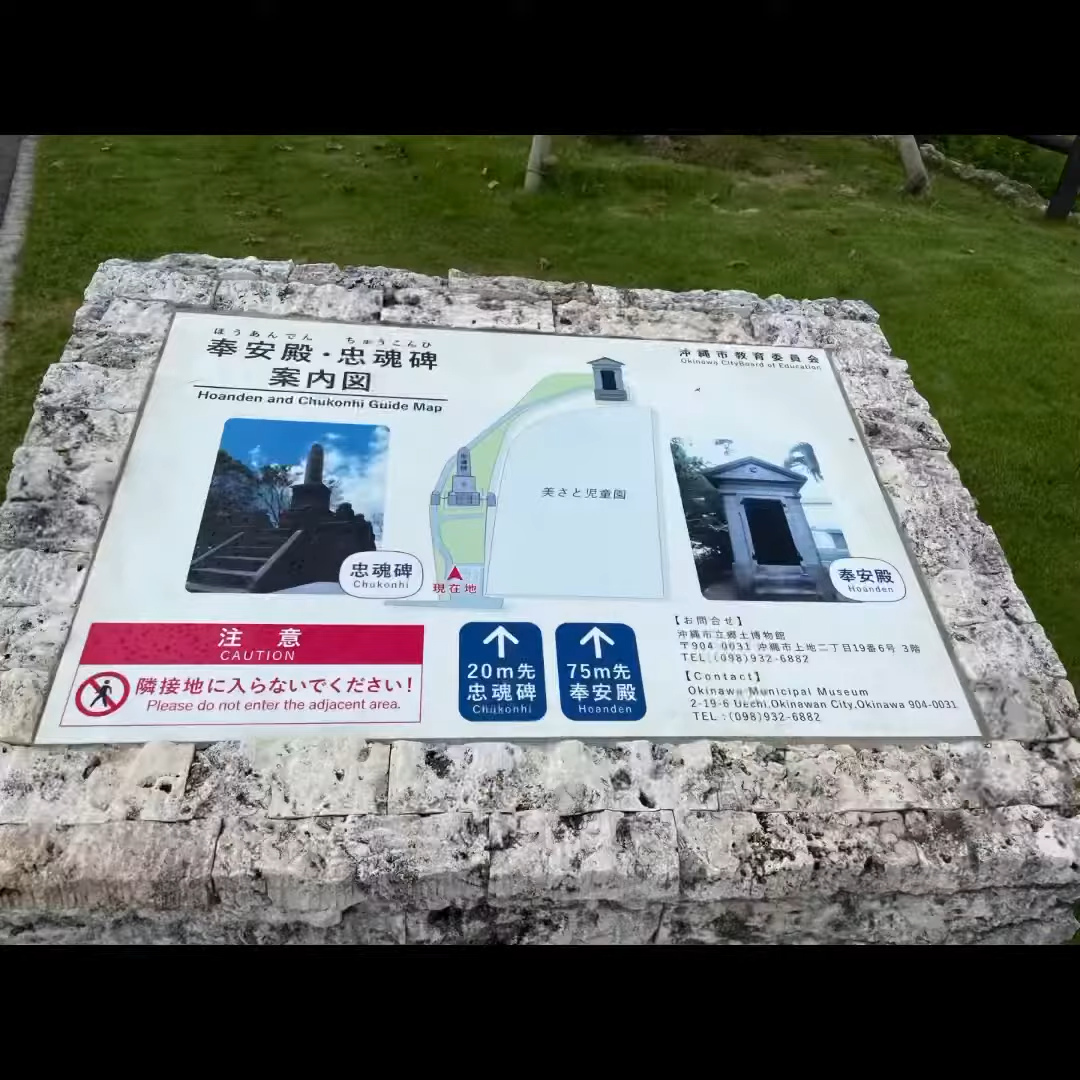 ほうあんでん ちゅうこんひ
奉安殿・忠魂碑
案内図
Hoanden and Chukonhi Guide Map
沖縄市教育委員会
Okinawa CityBoard of Education
忠魂碑
美さと児童園
現在地
忠魂碑
Chukonhi
奉安殿
Hoanden
注 意
CAUTION
隣接地に入らないでください!
Please do not enter the adjacent area.
20m先
忠魂碑
Chukonhi
75m先
奉安殿
Hoanden
【お問合せ】
沖縄市立郷土博物館
〒904-0031 沖縄市上地二丁目19番6号 3階
TEL:(098)932-6882
【Contact】
Okinawa Municipal Museum
2-19-6 Uechi,Okinawan City,Okinawa 904-0031
TEL:(098)932-6882